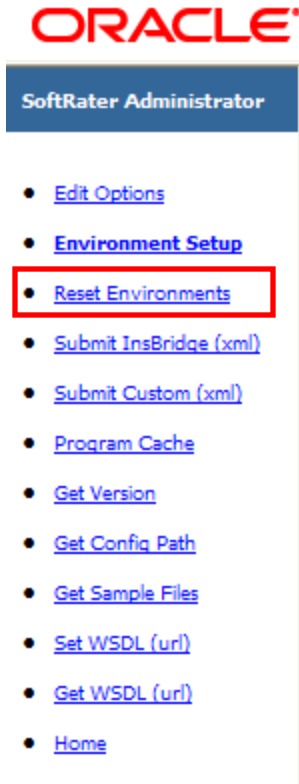 ORACLE
SoftRater Administrator
Edit Options
Environment Setup
Reset Environments
Submit InsBridge (xml)
Submit Custom (xml)
Program Cache
Get Version
Get Config Path
Get Sample Files
Set WSDL (url)
Get WSDL (url)
Home